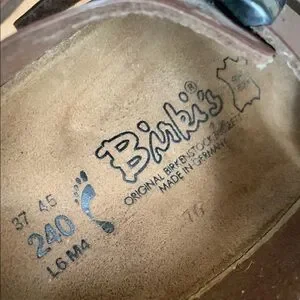 Birki's®
ORIGINAL BIRKENSTOCK
MADE IN GERMANY
37 45
240
L6 M4